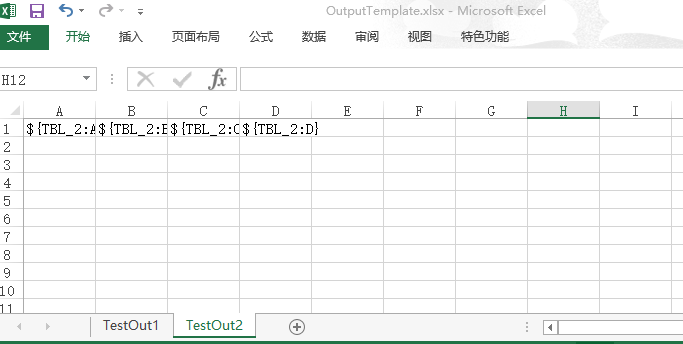 OutputTemplate.xlsx - Microsoft Excel
文件 开始 插入 页面布局 公式 数据 审阅 视图 特色功能
H12 fx
A B C D E F G H I
1 ${TBL_2:A ${TBL_2:B ${TBL_2:C ${TBL_2:D}
2
3
4
5
6
7
8
9
10
11
TestOut1 TestOut2